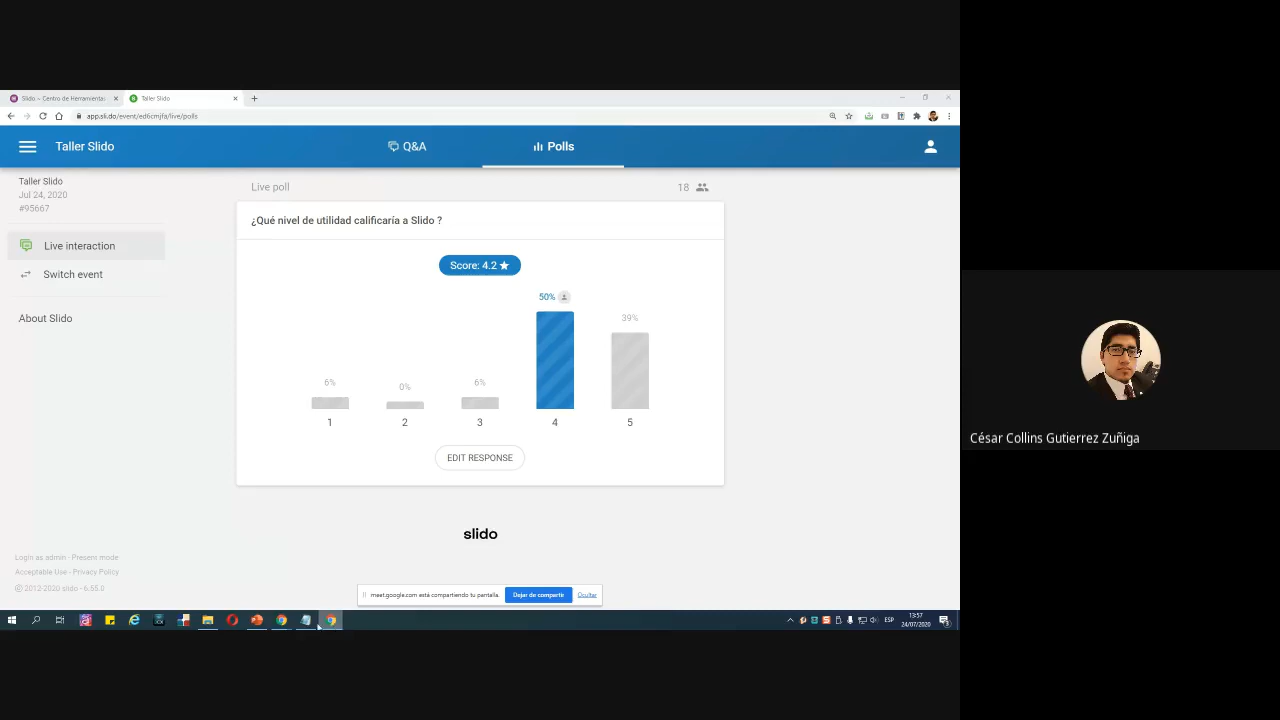 Slido – Centro de Herramientas
Taller Slido
app.sli.do/event/ed6cmjfa/live/polls
Taller Slido
Q&A
Polls
Taller Slido
Jul 24, 2020
#95667
Live interaction
Switch event
About Slido
Live poll
18
¿Qué nivel de utilidad calificaría a Slido ?
Score: 4.2
6%
0%
6%
50%
39%
1
2
3
4
5
EDIT RESPONSE
slido
Login as admin - Present mode
Acceptable Use - Privacy Policy
© 2012-2020 slido - 6.55.0
meet.google.com está compartiendo tu pantalla.
Dejar de compartir
Ocultar
ESP
13:57
24/07/2020
César Collins Gutierrez Zuñiga